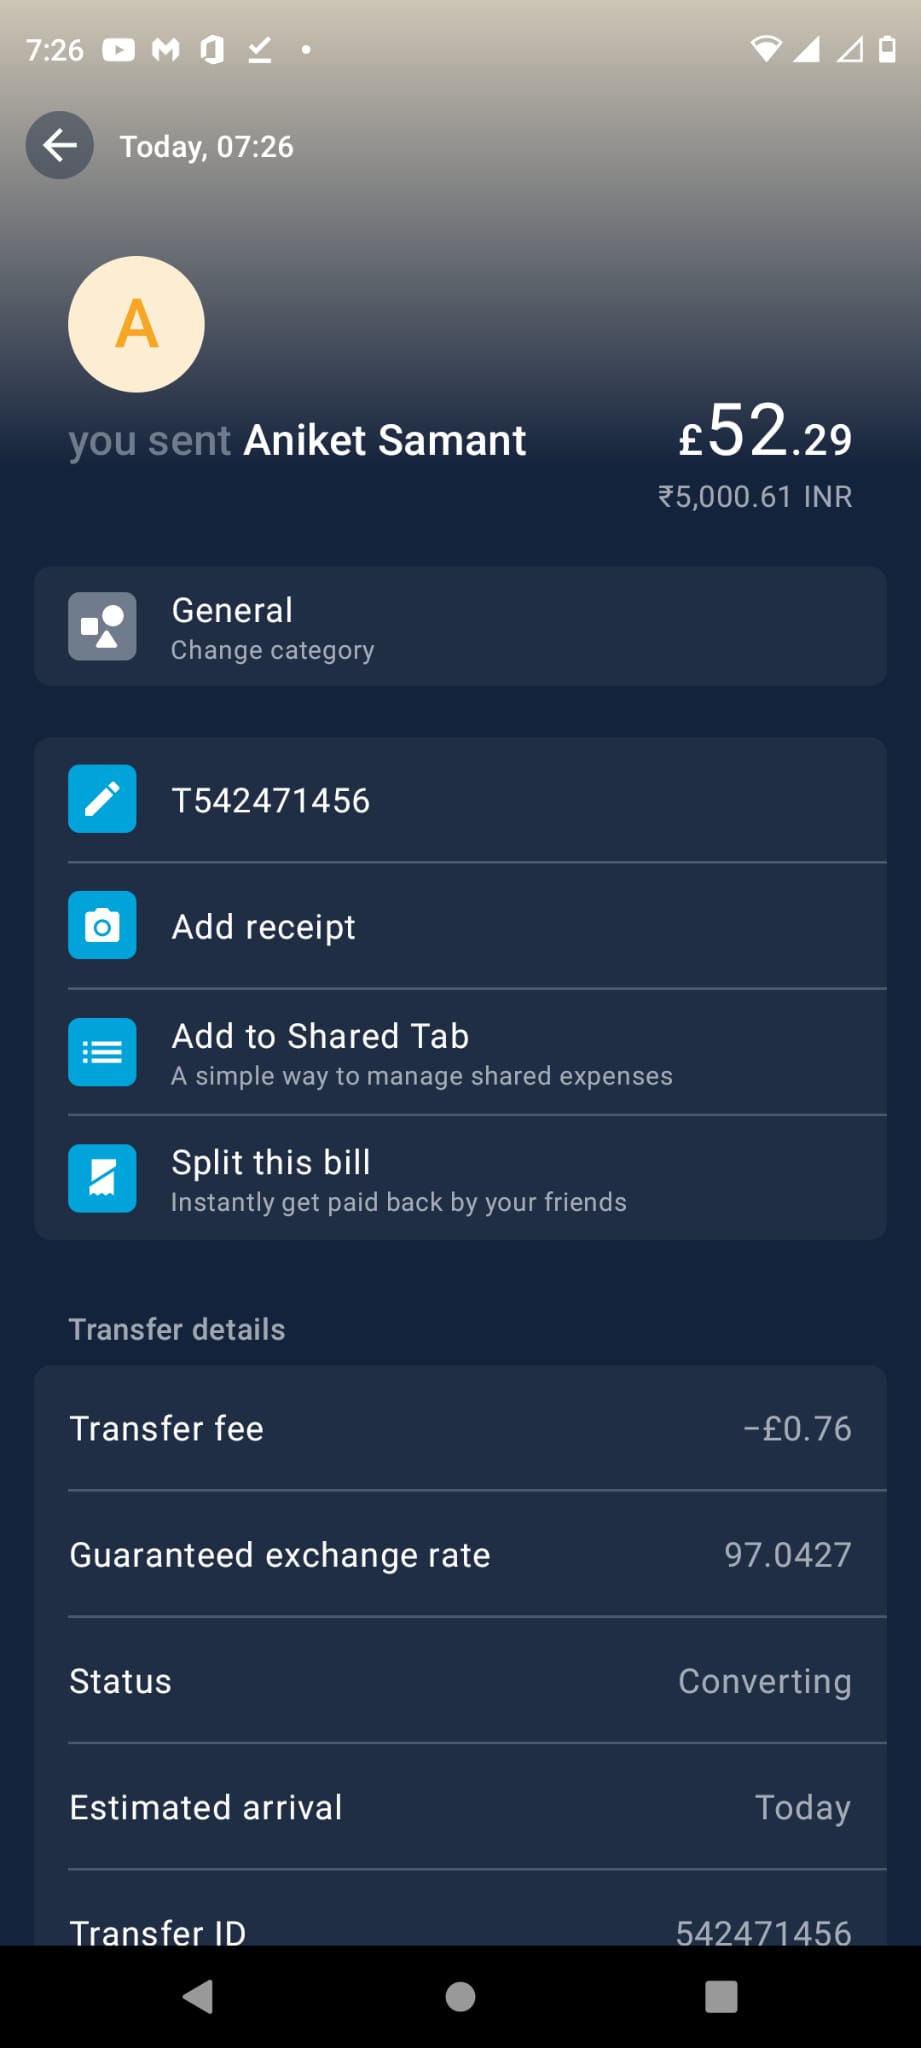 7:26
Today, 07:26
A
you sent Aniket Samant
£52.29
₹5,000.61 INR
General
Change category
T542471456
Add receipt
Add to Shared Tab
A simple way to manage shared expenses
Split this bill
Instantly get paid back by your friends
Transfer details
Transfer fee −£0.76
Guaranteed exchange rate 97.0427
Status Converting
Estimated arrival Today
Transfer ID 542471456